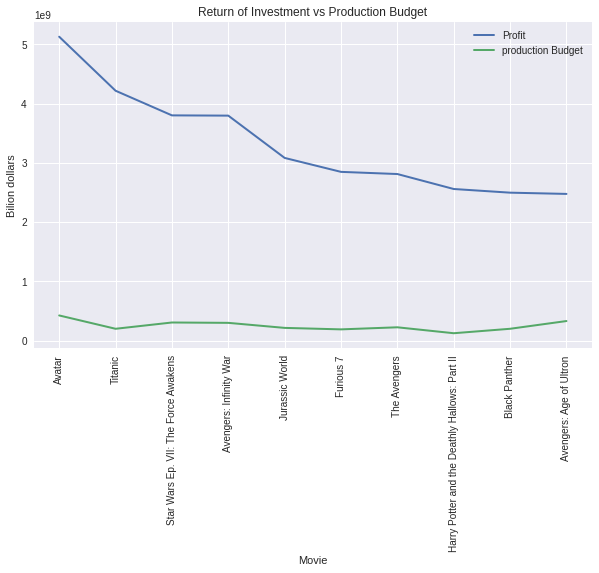 Return of Investment vs Production Budget
1e9
Profit
production Budget
5
4
3
2
1
0
Bilion dollars
Avatar
Titanic
Star Wars Ep. VII: The Force Awakens
Avengers: Infinity War
Jurassic World
Furious 7
The Avengers
Harry Potter and the Deathly Hallows: Part II
Black Panther
Avengers: Age of Ultron
Movie